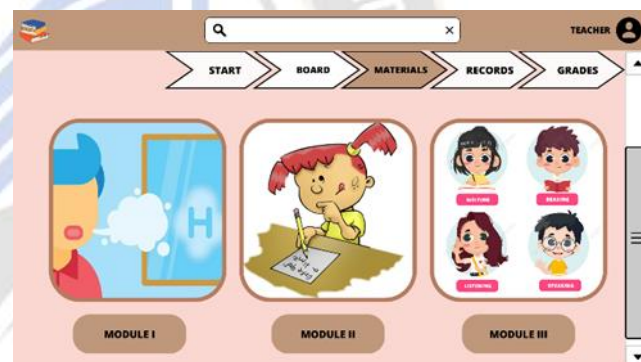 TEACHER
START
BOARD
MATERIALS
RECORDS
GRADES
H
WRITING
READING
LISTENING
SPEAKING
MODULE I
MODULE II
MODULE III